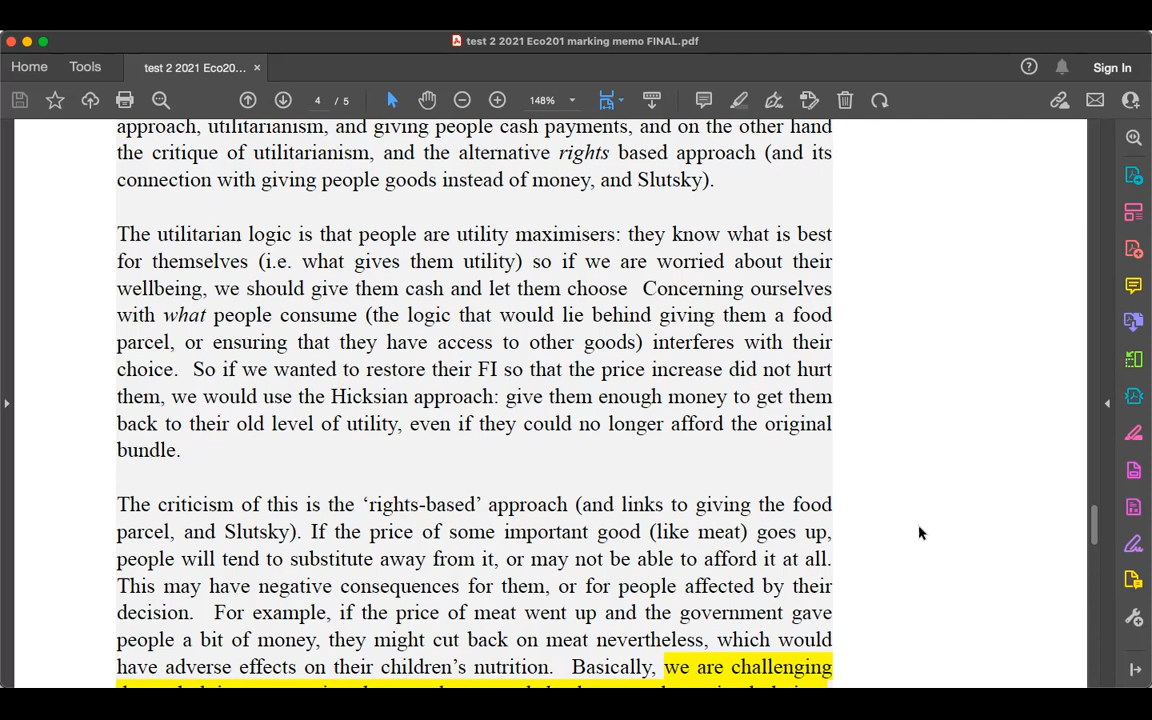 test 2 2021 Eco201 marking memo FINAL.pdf
Home Tools test 2 2021 Eco20... × Sign In
4 / 5 148%
approach, utilitarianism, and giving people cash payments, and on the other hand
the critique of utilitarianism, and the alternative rights based approach (and its
connection with giving people goods instead of money, and Slutsky).
The utilitarian logic is that people are utility maximisers: they know what is best
for themselves (i.e. what gives them utility) so if we are worried about their
wellbeing, we should give them cash and let them choose Concerning ourselves
with what people consume (the logic that would lie behind giving them a food
parcel, or ensuring that they have access to other goods) interferes with their
choice. So if we wanted to restore their FI so that the price increase did not hurt
them, we would use the Hicksian approach: give them enough money to get them
back to their old level of utility, even if they could no longer afford the original
bundle.
The criticism of this is the ‘rights-based’ approach (and links to giving the food
parcel, and Slutsky). If the price of some important good (like meat) goes up,
people will tend to substitute away from it, or may not be able to afford it at all.
This may have negative consequences for them, or for people affected by their
decision. For example, if the price of meat went up and the government gave
people a bit of money, they might cut back on meat nevertheless, which would
have adverse effects on their children’s nutrition. Basically, we are challenging